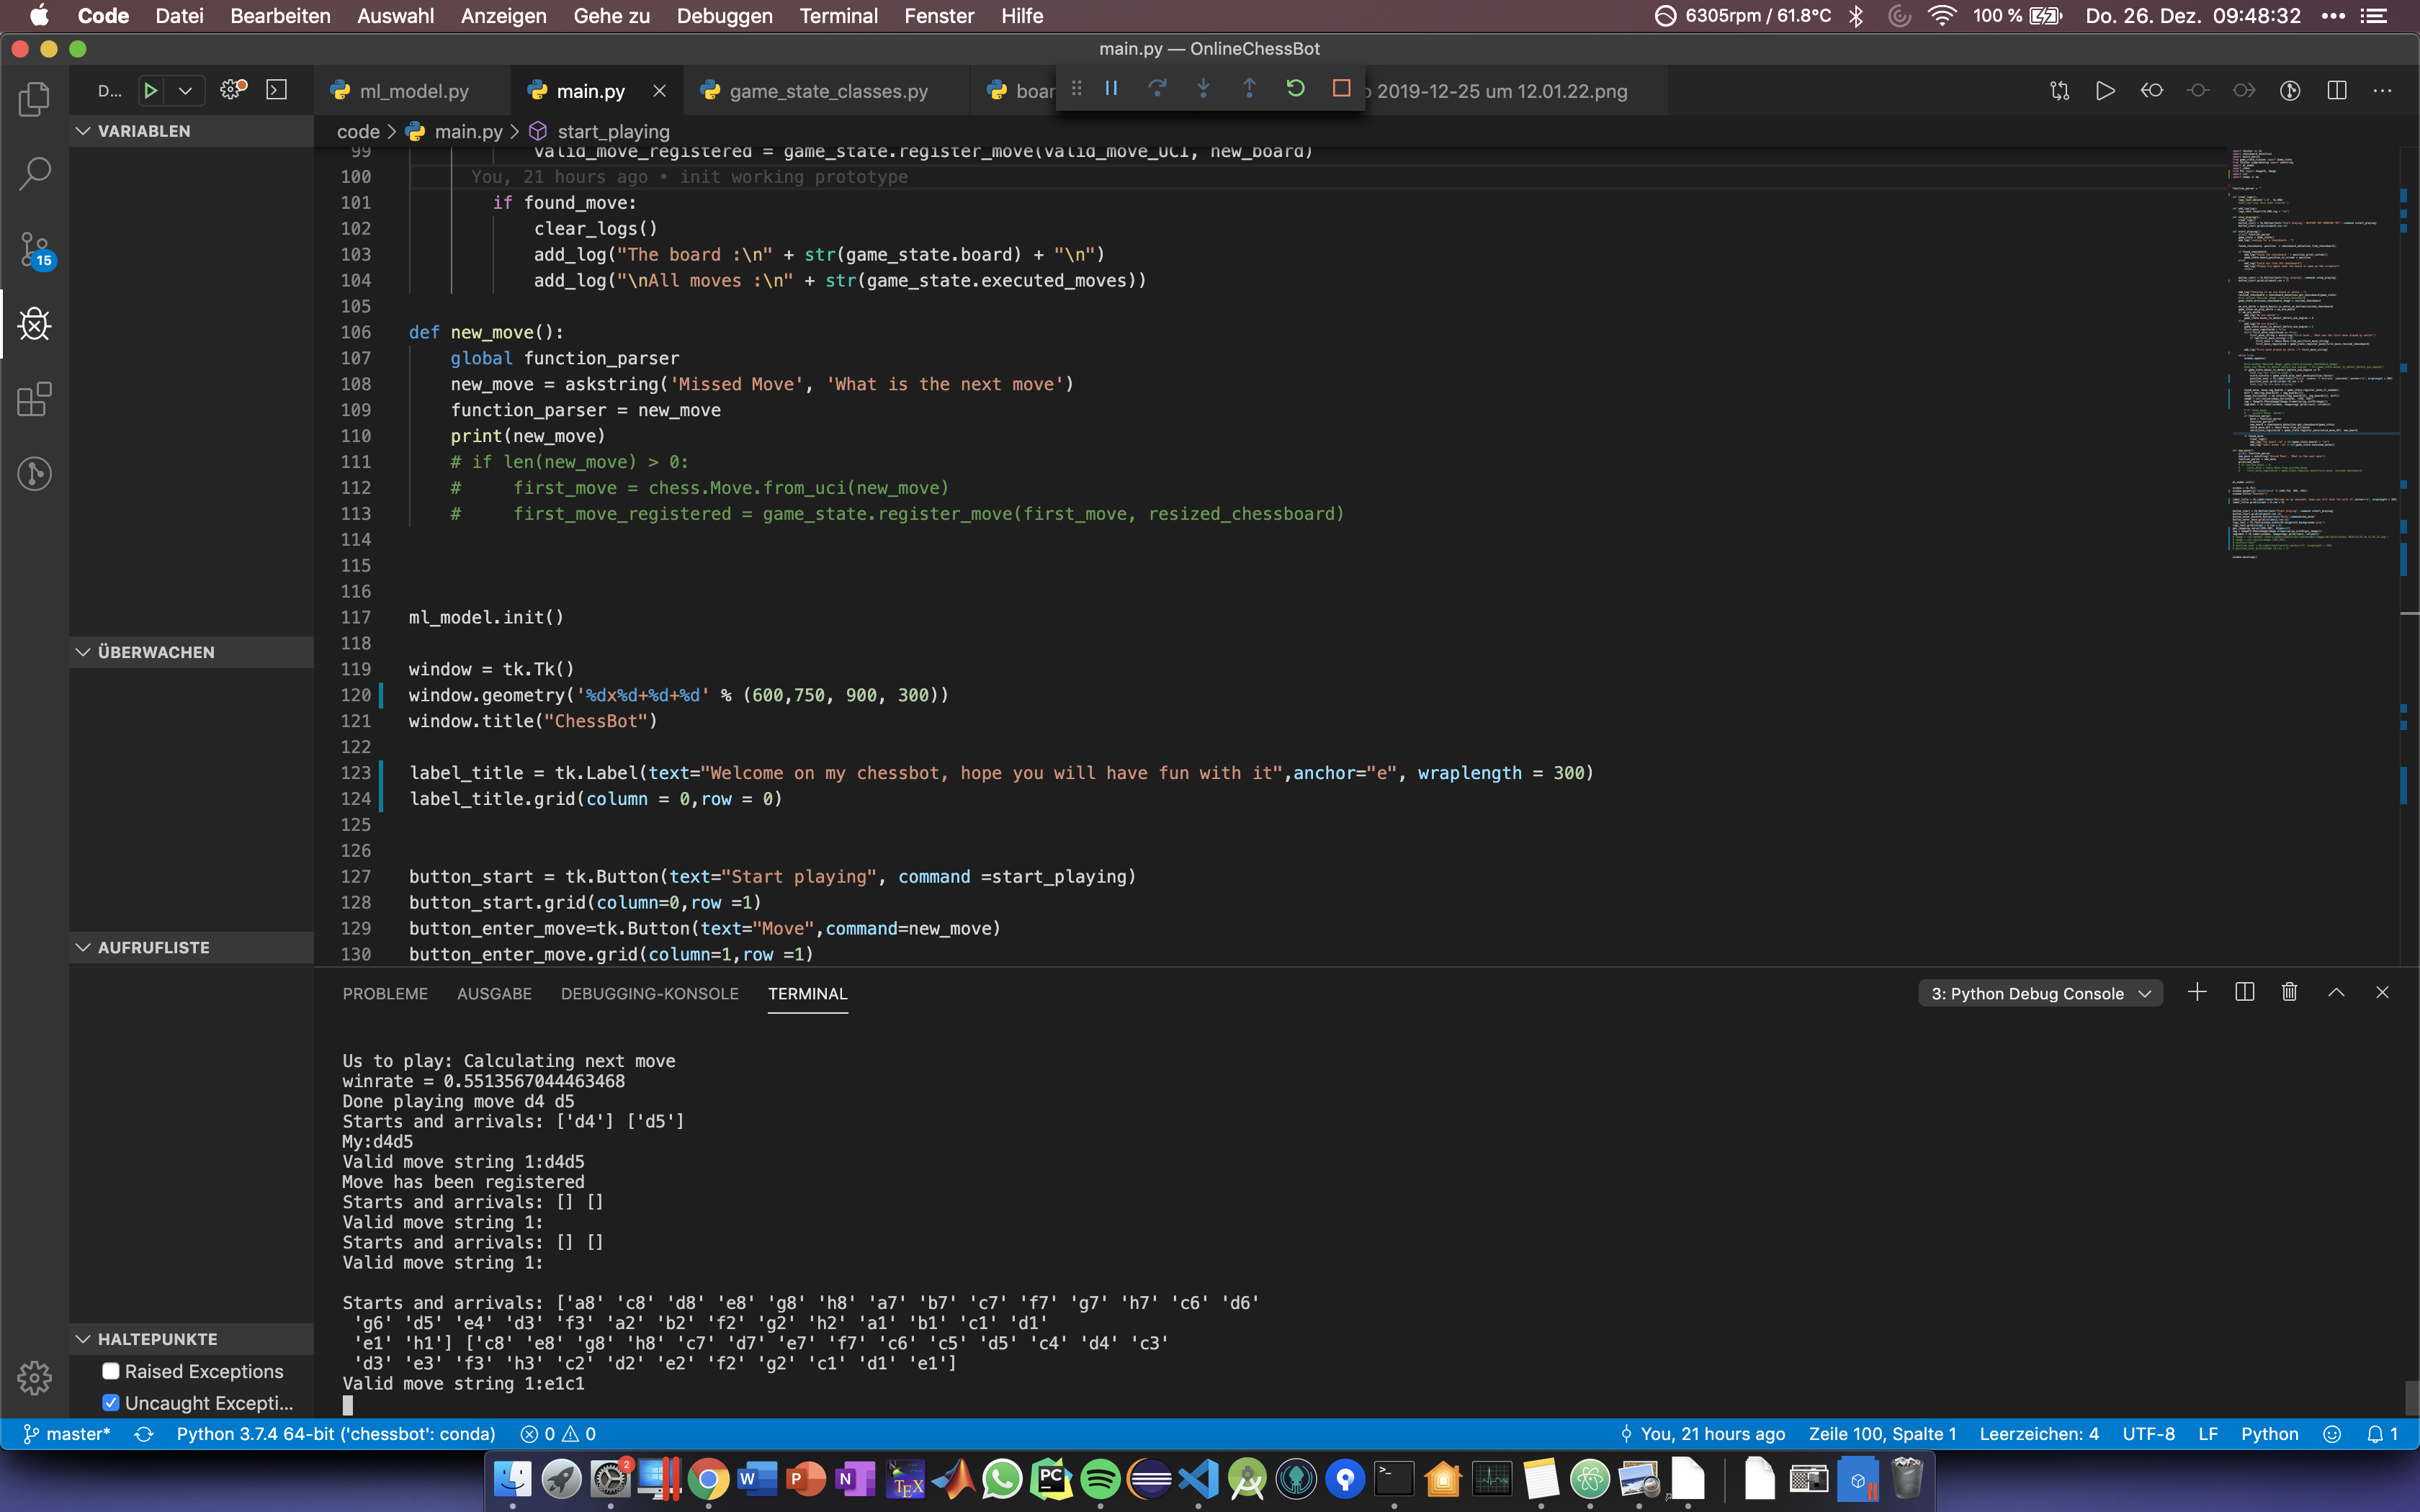 Code Datei Bearbeiten Auswahl Anzeigen Gehe zu Debuggen Terminal Fenster Hilfe 6305rpm / 61.8°C 100 % Do. 26. Dez. 09:48:32
main.py — OnlineChessBot
D... ml_model.py main.py game_state_classes.py boar 2019-12-25 um 12.01.22.png
VARIABLEN
code > main.py > start_playing
99 valid_move_registered = game_state.register_move(valid_move_UCI, new_board)
100 You, 21 hours ago • init working prototype
101 if found_move:
102 clear_logs()
103 add_log("The board :\n" + str(game_state.board) + "\n")
104 add_log("\nAll moves :\n" + str(game_state.executed_moves))
105
106 def new_move():
107 global function_parser
108 new_move = askstring('Missed Move', 'What is the next move')
109 function_parser = new_move
110 print(new_move)
111 # if len(new_move) > 0:
112 #     first_move = chess.Move.from_uci(new_move)
113 #     first_move_registered = game_state.register_move(first_move, resized_chessboard)
114
115
116
117 ml_model.init()
118
119 window = tk.Tk()
120 window.geometry('%dx%d+%d+%d' % (600,750, 900, 300))
121 window.title("ChessBot")
122
123 label_title = tk.Label(text="Welcome on my chessbot, hope you will have fun with it",anchor="e", wraplength = 300)
124 label_title.grid(column = 0,row = 0)
125
126
127 button_start = tk.Button(text="Start playing", command =start_playing)
128 button_start.grid(column=0,row =1)
129 button_enter_move=tk.Button(text="Move",command=new_move)
130 button_enter_move.grid(column=1,row =1)
15
ÜBERWACHEN
AUFRUFLISTE
HALTEPUNKTE
Raised Exceptions
Uncaught Excepti...
PROBLEME AUSGABE DEBUGGING-KONSOLE TERMINAL 3: Python Debug Console
Us to play: Calculating next move
winrate = 0.5513567044463468
Done playing move d4 d5
Starts and arrivals: ['d4'] ['d5']
My:d4d5
Valid move string 1:d4d5
Move has been registered
Starts and arrivals: [] []
Valid move string 1:
Starts and arrivals: [] []
Valid move string 1:
Starts and arrivals: ['a8' 'c8' 'd8' 'e8' 'g8' 'h8' 'a7' 'b7' 'c7' 'f7' 'g7' 'h7' 'c6' 'd6'
'g6' 'd5' 'e4' 'd3' 'f3' 'a2' 'b2' 'f2' 'g2' 'h2' 'a1' 'b1' 'c1' 'd1'
'e1' 'h1'] ['c8' 'e8' 'g8' 'h8' 'c7' 'd7' 'e7' 'f7' 'c6' 'c5' 'd5' 'c4' 'd4' 'c3'
'd3' 'e3' 'f3' 'h3' 'c2' 'd2' 'e2' 'f2' 'g2' 'c1' 'd1' 'e1']
Valid move string 1:e1c1
master* Python 3.7.4 64-bit ('chessbot': conda) 0 0 You, 21 hours ago Zeile 100, Spalte 1 Leerzeichen: 4 UTF-8 LF Python 1
2 W P N TEX PC